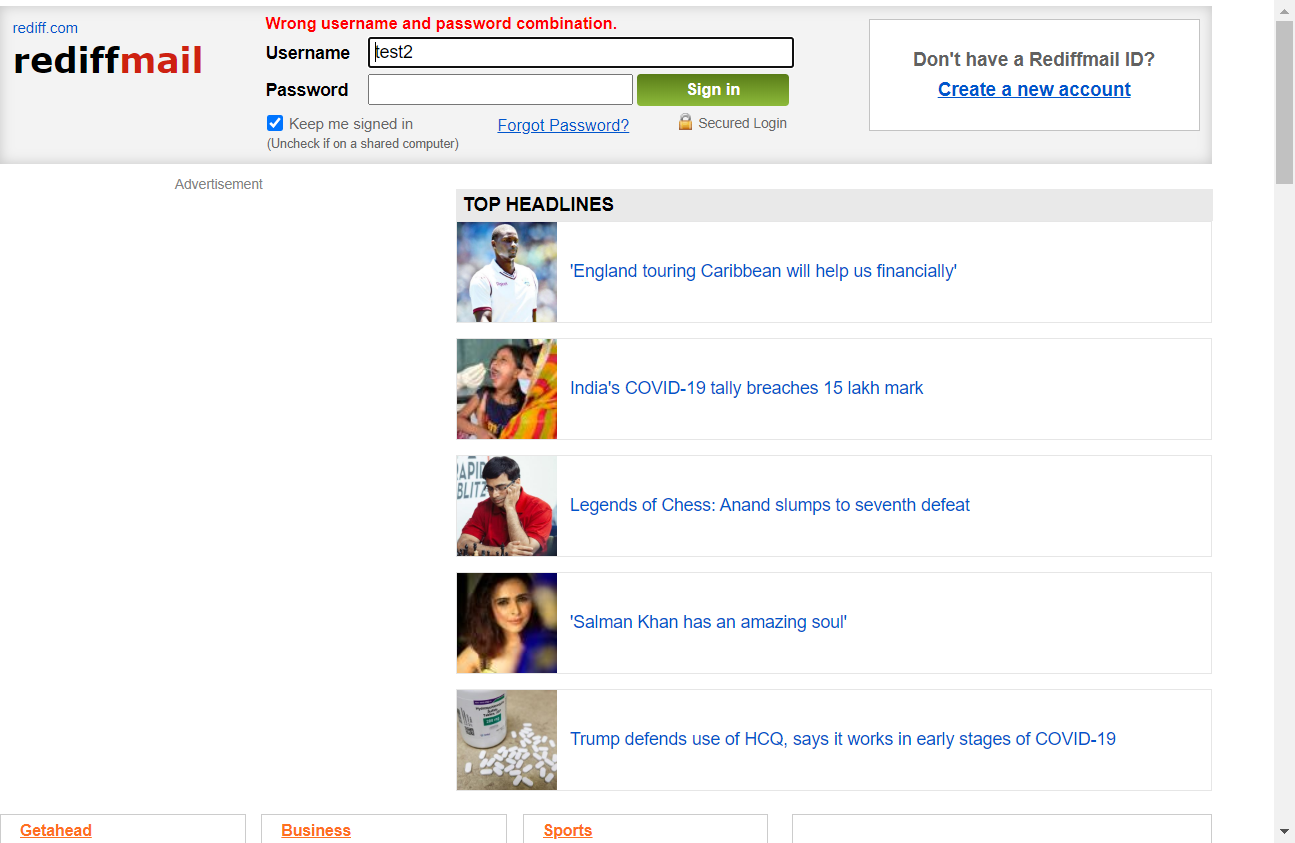 rediff.com
rediffmail
Wrong username and password combination.
Username test2
Password Sign in
Keep me signed in Forgot Password? Secured Login
(Uncheck if on a shared computer)
Don't have a Rediffmail ID?
Create a new account
Advertisement
TOP HEADLINES
'England touring Caribbean will help us financially'
India's COVID-19 tally breaches 15 lakh mark
RAPID
BLITZ
Legends of Chess: Anand slumps to seventh defeat
'Salman Khan has an amazing soul'
Trump defends use of HCQ, says it works in early stages of COVID-19
Getahead Business Sports